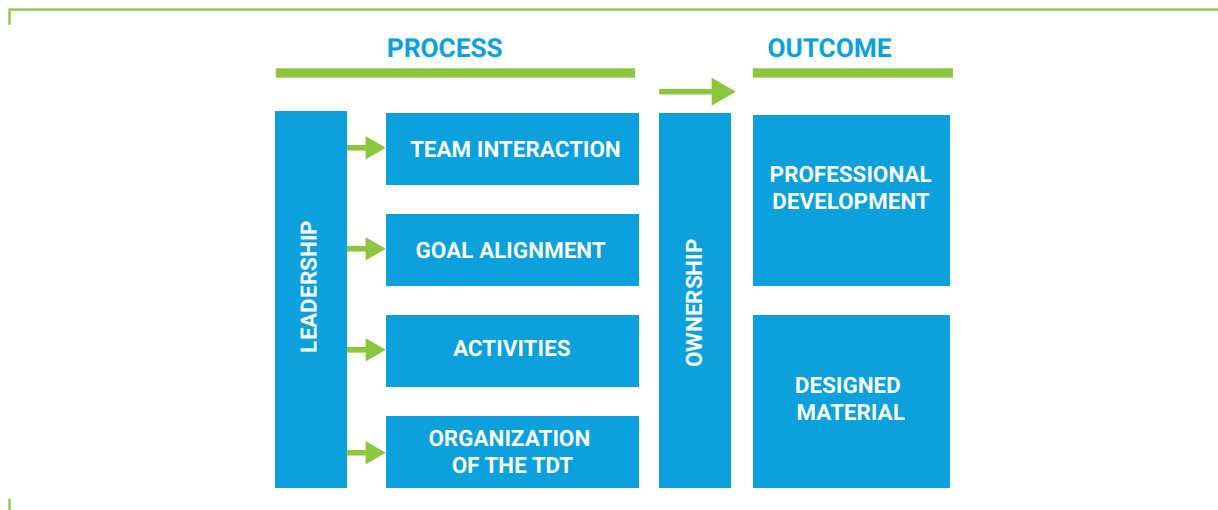 PROCESS
OUTCOME
LEADERSHIP
TEAM INTERACTION
GOAL ALIGNMENT
ACTIVITIES
ORGANIZATION
OF THE TDT
OWNERSHIP
PROFESSIONAL
DEVELOPMENT
DESIGNED
MATERIAL